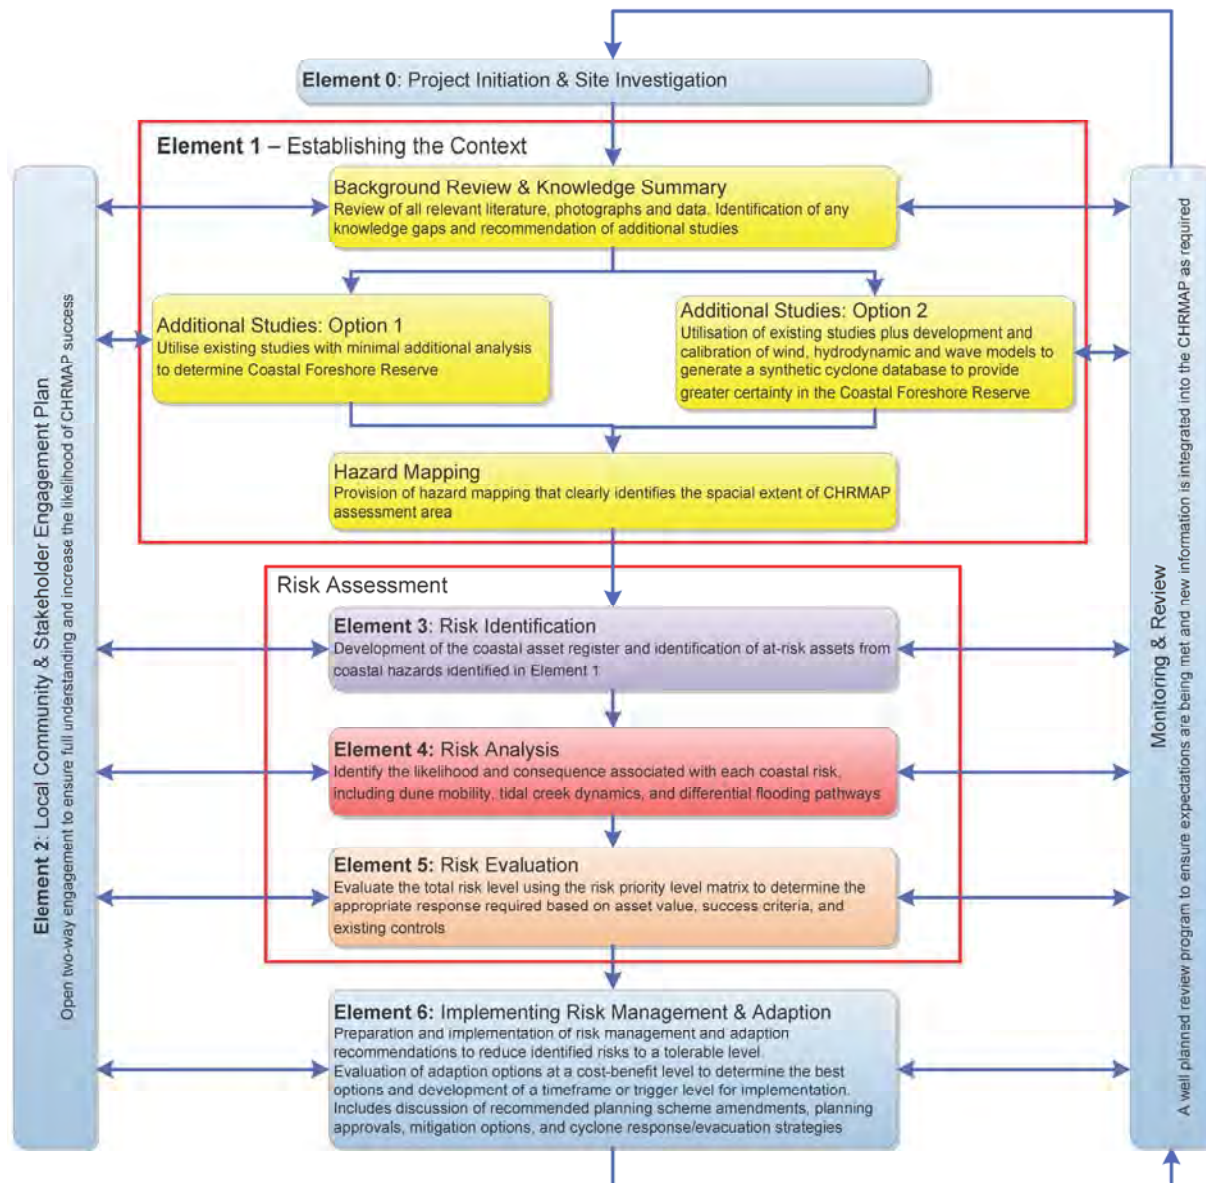 Element 0: Project Initiation & Site Investigation
Element 1 – Establishing the Context
Background Review & Knowledge Summary
Review of all relevant literature, photographs and data. Identification of any
knowledge gaps and recommendation of additional studies
Additional Studies: Option 1
Utilise existing studies with minimal additional analysis
to determine Coastal Foreshore Reserve
Additional Studies: Option 2
Utilisation of existing studies plus development and
calibration of wind, hydrodynamic and wave models to
generate a synthetic cyclone database to provide
greater certainty in the Coastal Foreshore Reserve
Hazard Mapping
Provision of hazard mapping that clearly identifies the spacial extent of CHRMAP
assessment area
Risk Assessment
Element 3: Risk Identification
Development of the coastal asset register and identification of at-risk assets from
coastal hazards identified in Element 1
Element 4: Risk Analysis
Identify the likelihood and consequence associated with each coastal risk,
including dune mobility, tidal creek dynamics, and differential flooding pathways
Element 5: Risk Evaluation
Evaluate the total risk level using the risk priority level matrix to determine the
appropriate response required based on asset value, success criteria, and
existing controls
Element 6: Implementing Risk Management & Adaption
Preparation and implementation of risk management and adaption
recommendations to reduce identified risks to a tolerable level.
Evaluation of adaption options at a cost-benefit level to determine the best
options and development of a timeframe or trigger level for implementation.
Includes discussion of recommended planning scheme amendments, planning
approvals, mitigation options, and cyclone response/evacuation strategies
Element 2: Local Community & Stakeholder Engagement Plan
Open two-way engagement to ensure full understanding and increase the likelihood of CHRMAP success
Monitoring & Review
A well planned review program to ensure expectations are being met and new information is integrated into the CHRMAP as required